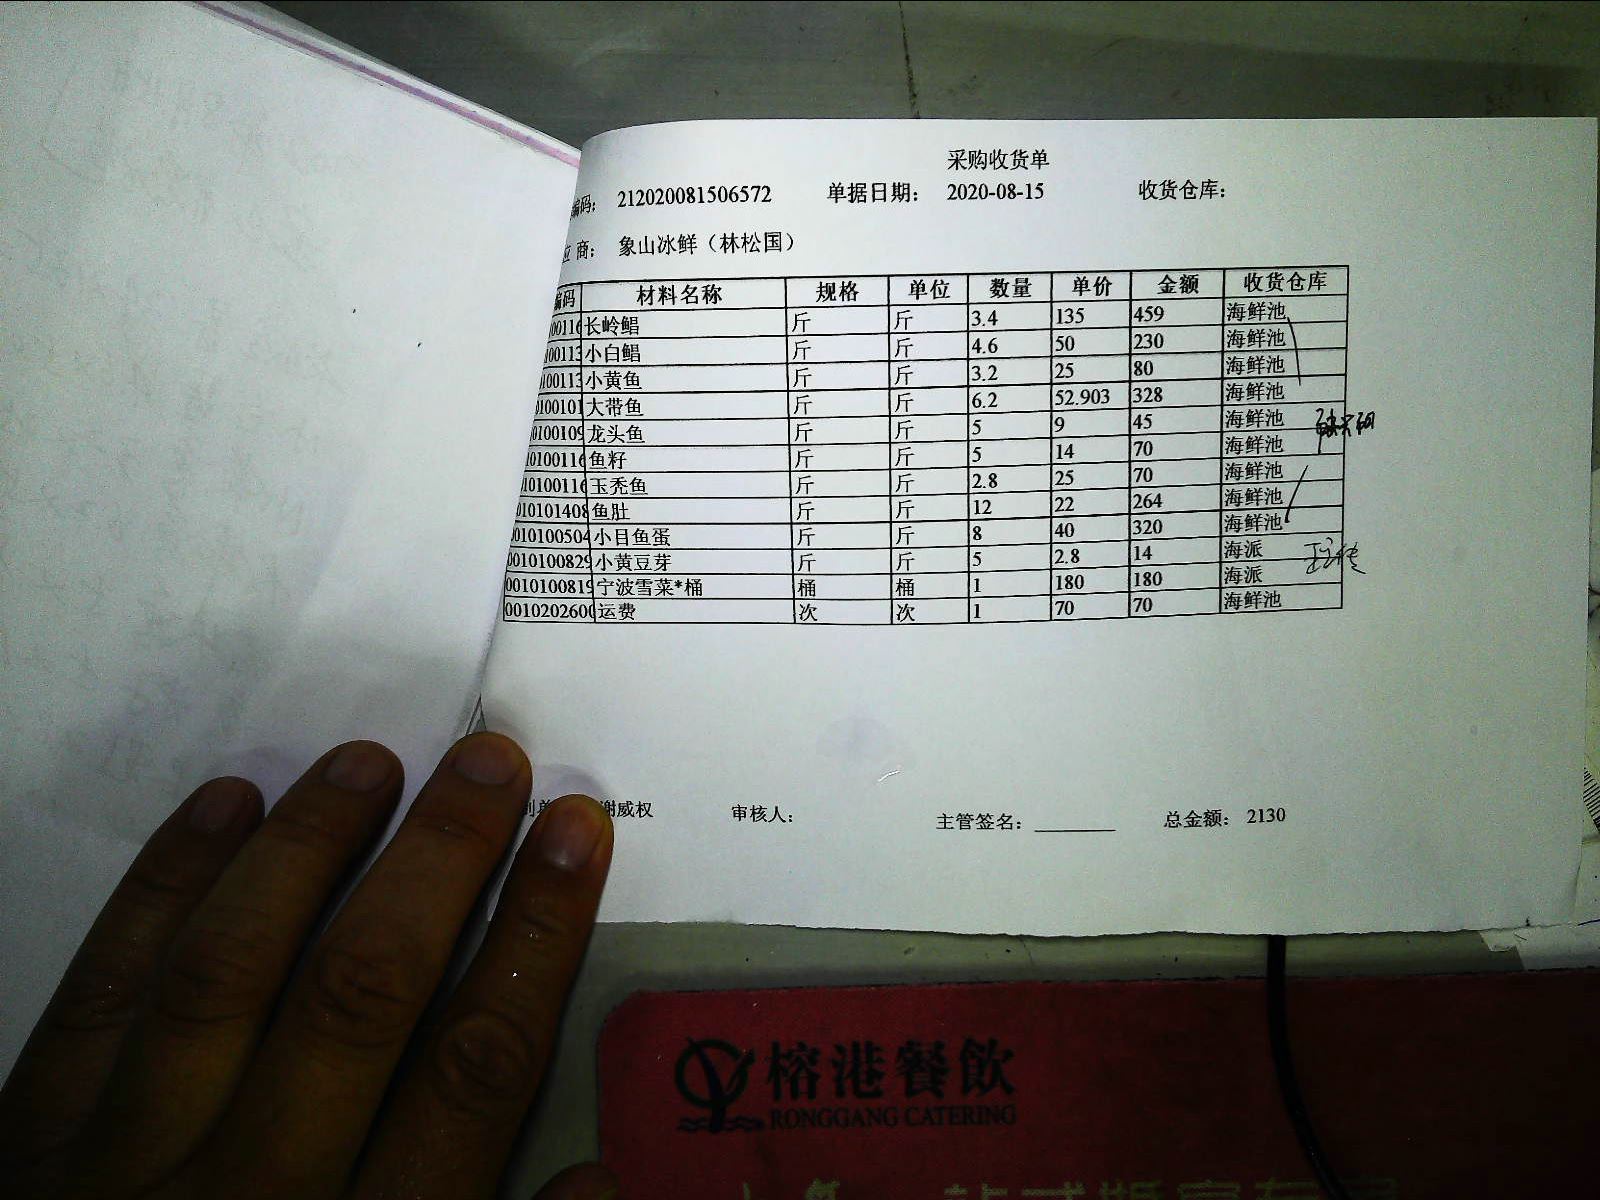 采购收货单
编码： 212020081506572 单据日期： 2020-08-15 收货仓库：
应 商： 象山冰鲜（林松国）
编码 材料名称 规格 单位 数量 单价 金额 收货仓库
00116 长岭鲳 斤 斤 3.4 135 459 海鲜池
00113 小白鲳 斤 斤 4.6 50 230 海鲜池
0100113 小黄鱼 斤 斤 3.2 25 80 海鲜池
0100101 大带鱼 斤 斤 6.2 52.903 328 海鲜池
0100109 龙头鱼 斤 斤 5 9 45 海鲜池
10100116 鱼籽 斤 斤 5 14 70 海鲜池
10100116 玉秃鱼 斤 斤 2.8 25 70 海鲜池
010101408 鱼肚 斤 斤 12 22 264 海鲜池
0010100504 小目鱼蛋 斤 斤 8 40 320 海鲜池
0010100829 小黄豆芽 斤 斤 5 2.8 14 海派
0010100819 宁波雪菜*桶 桶 桶 1 180 180 海派
0010202600 运费 次 次 1 70 70 海鲜池
制单 谢威权 审核人： 主管签名： 总金额： 2130
榕港餐飲
RONGGANG CATERING